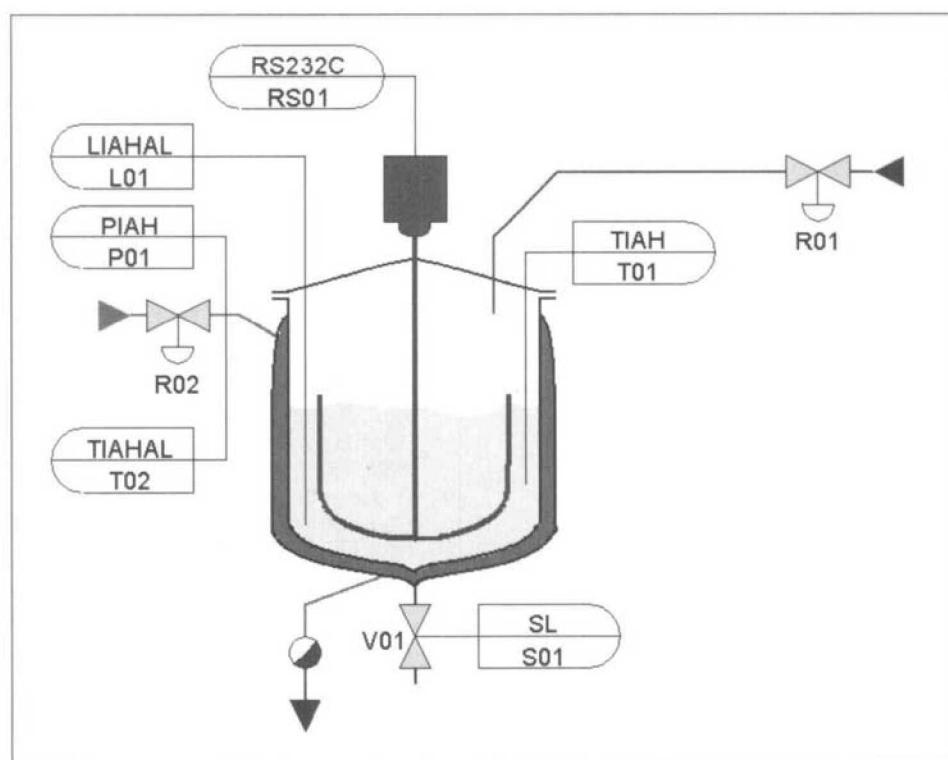 RS232C
RS01
LIAHAL
L01
PIAH
P01
TIAH
T01
R01
R02
TIAHAL
T02
V01
SL
S01